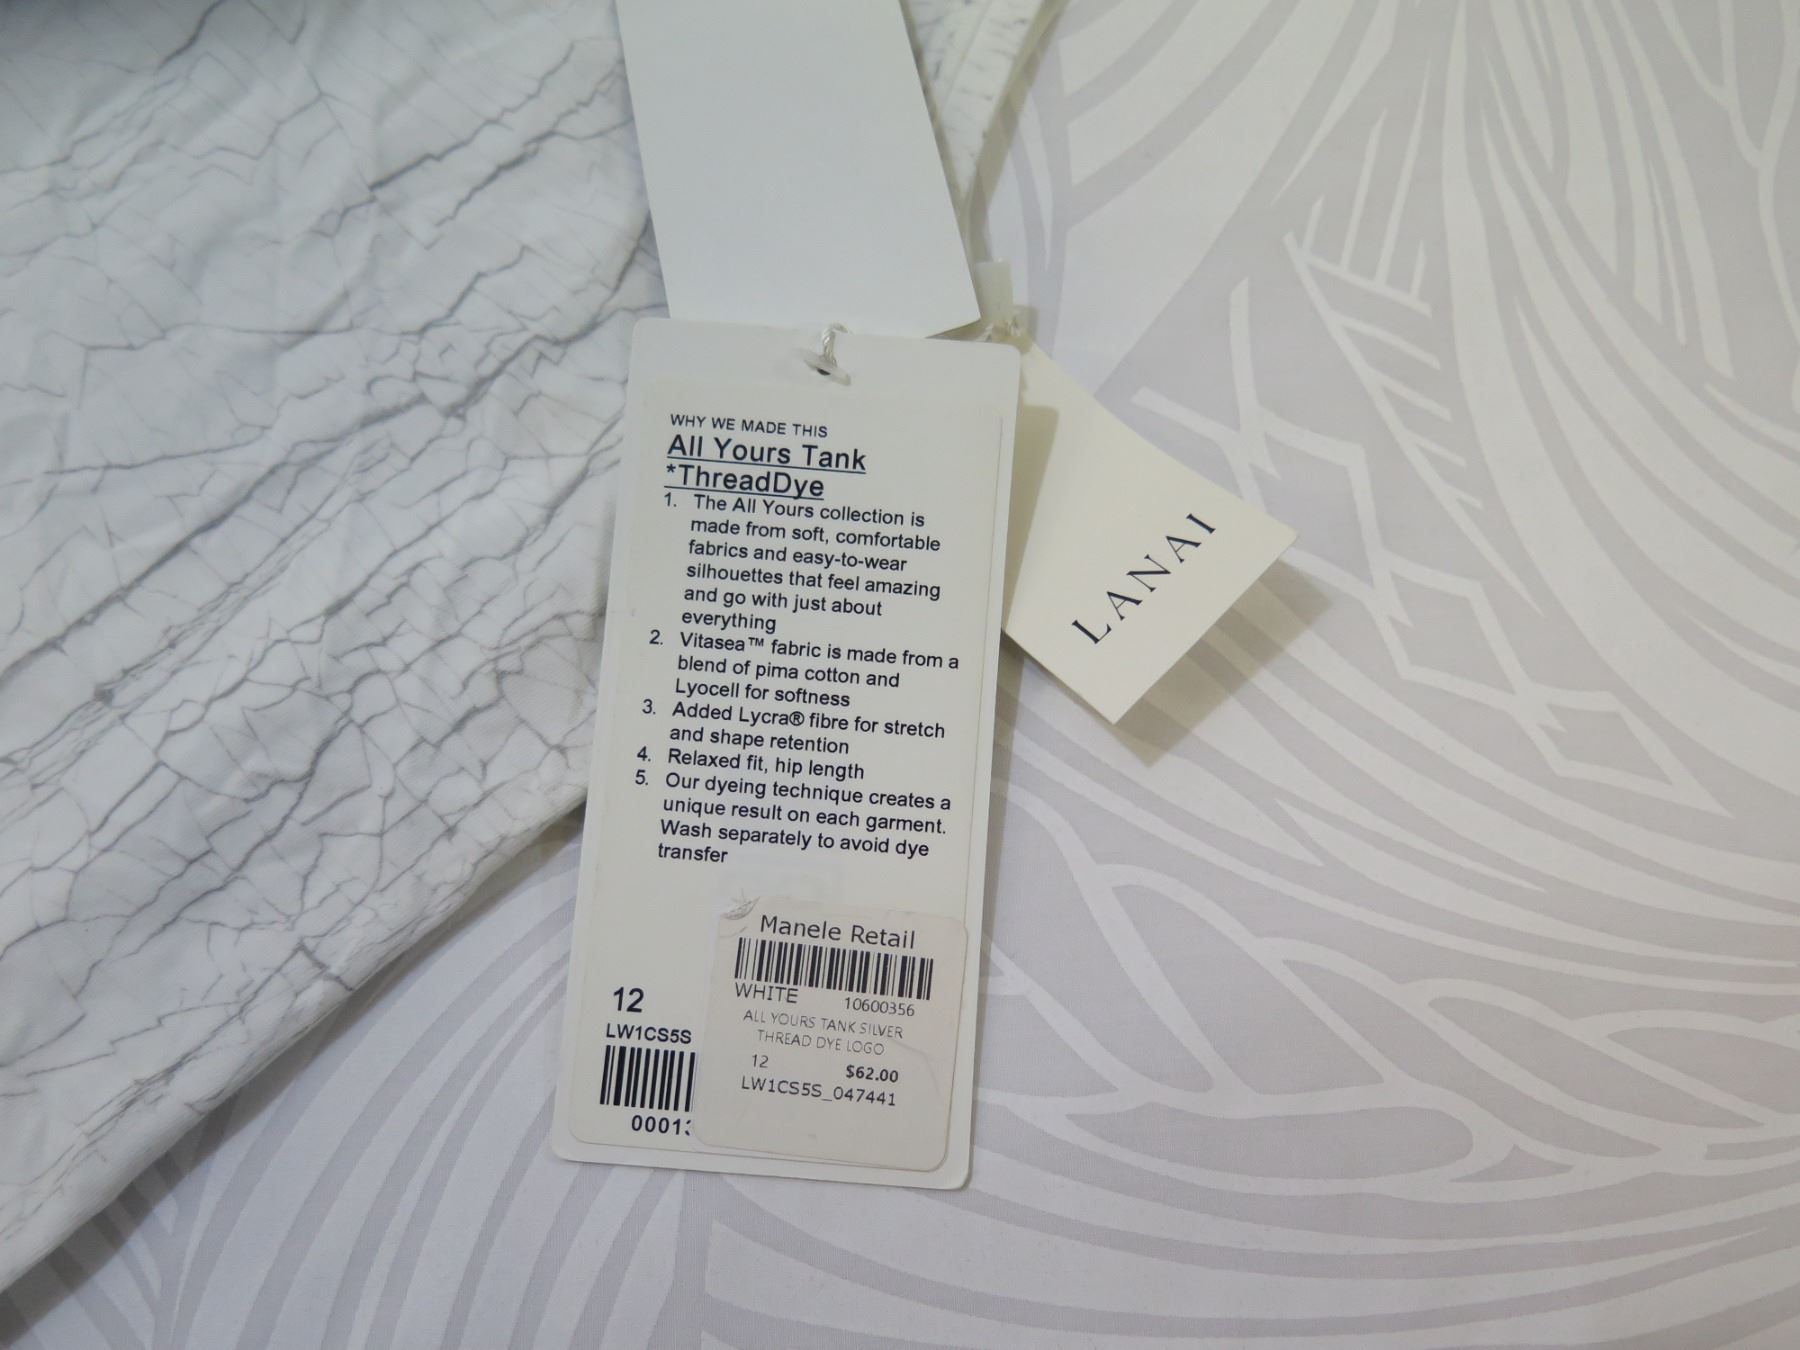 WHY WE MADE THIS
All Yours Tank
*ThreadDye
1. The All Yours collection is
made from soft, comfortable
fabrics and easy-to-wear
silhouettes that feel amazing
and go with just about
everything
2. Vitasea™ fabric is made from a
blend of pima cotton and
Lyocell for softness
3. Added Lycra® fibre for stretch
and shape retention
4. Relaxed fit, hip length
5. Our dyeing technique creates a
unique result on each garment.
Wash separately to avoid dye
transfer
12
LW1CS5S
0001
Manele Retail
WHITE 10600356
ALL YOURS TANK SILVER
THREAD DYE LOGO
12 $62.00
LW1CS5S_047441
LANAI